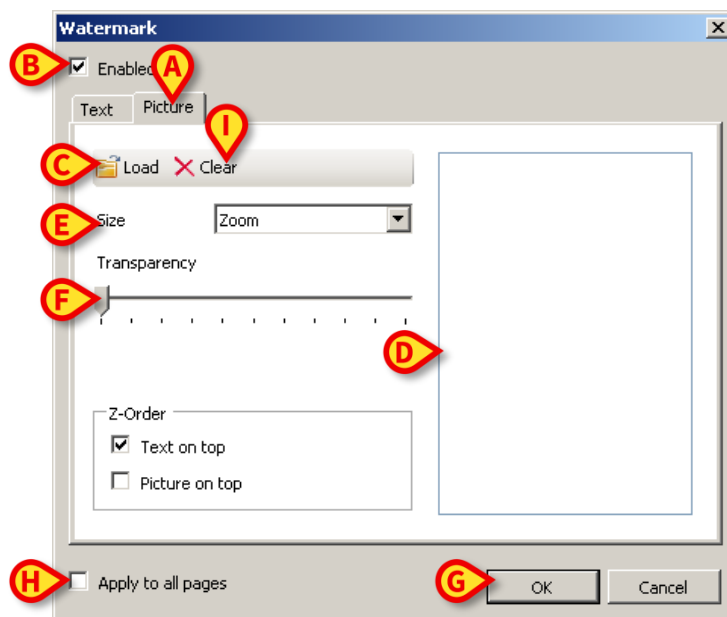 Watermark
B Enabled A
Text Picture
I
C Load Clear
E Size Zoom
Transparency
F
D
Z-Order
Text on top
Picture on top
H Apply to all pages G OK Cancel